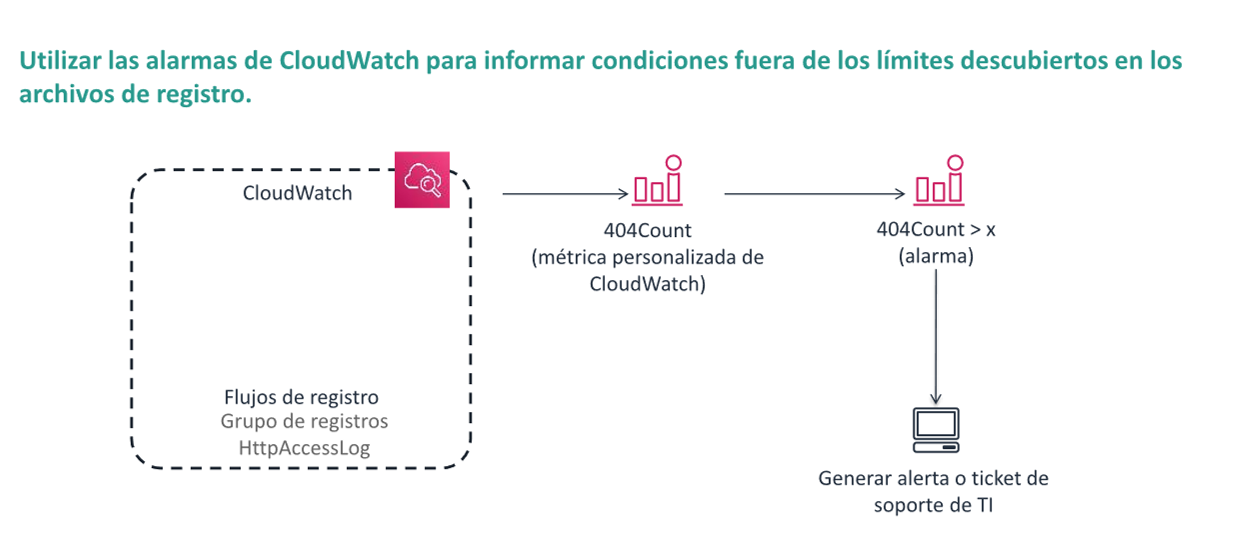 Utilizar las alarmas de CloudWatch para informar condiciones fuera de los límites descubiertos en los
archivos de registro.
CloudWatch
404Count
(métrica personalizada de
CloudWatch)
404Count > x
(alarma)
Flujos de registro
Grupo de registros
HttpAccessLog
Generar alerta o ticket de
soporte de TI